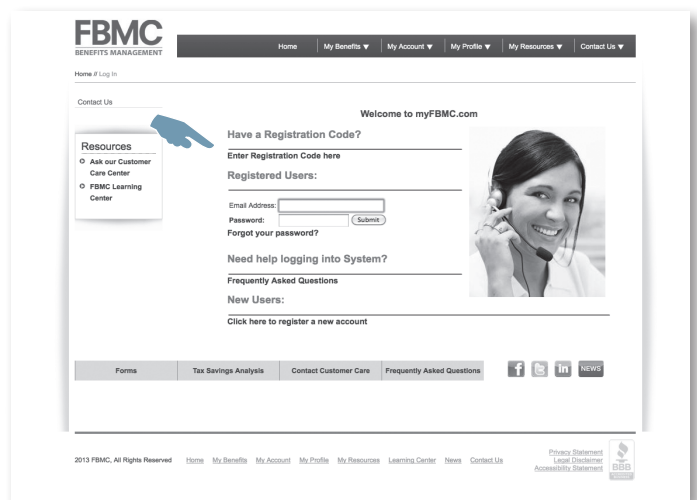 FBMC
BENEFITS MANAGEMENT
Home My Benefits ▼ My Account ▼ My Profile ▼ My Resources ▼ Contact Us ▼
Home // Log In
Contact Us
Welcome to myFBMC.com
Resources
Ask our Customer
Care Center
FBMC Learning
Center
Have a Registration Code?
Enter Registration Code here
Registered Users:
Email Address:
Password: Submit
Forgot your password?
Need help logging into System?
Frequently Asked Questions
New Users:
Click here to register a new account
Forms Tax Savings Analysis Contact Customer Care Frequently Asked Questions f t in NEWS
2013 FBMC, All Rights Reserved Home My Benefits My Account My Profile My Resources Learning Center News Contact Us
Privacy Statement
Legal Disclaimer
Accessibility Statement
BBB